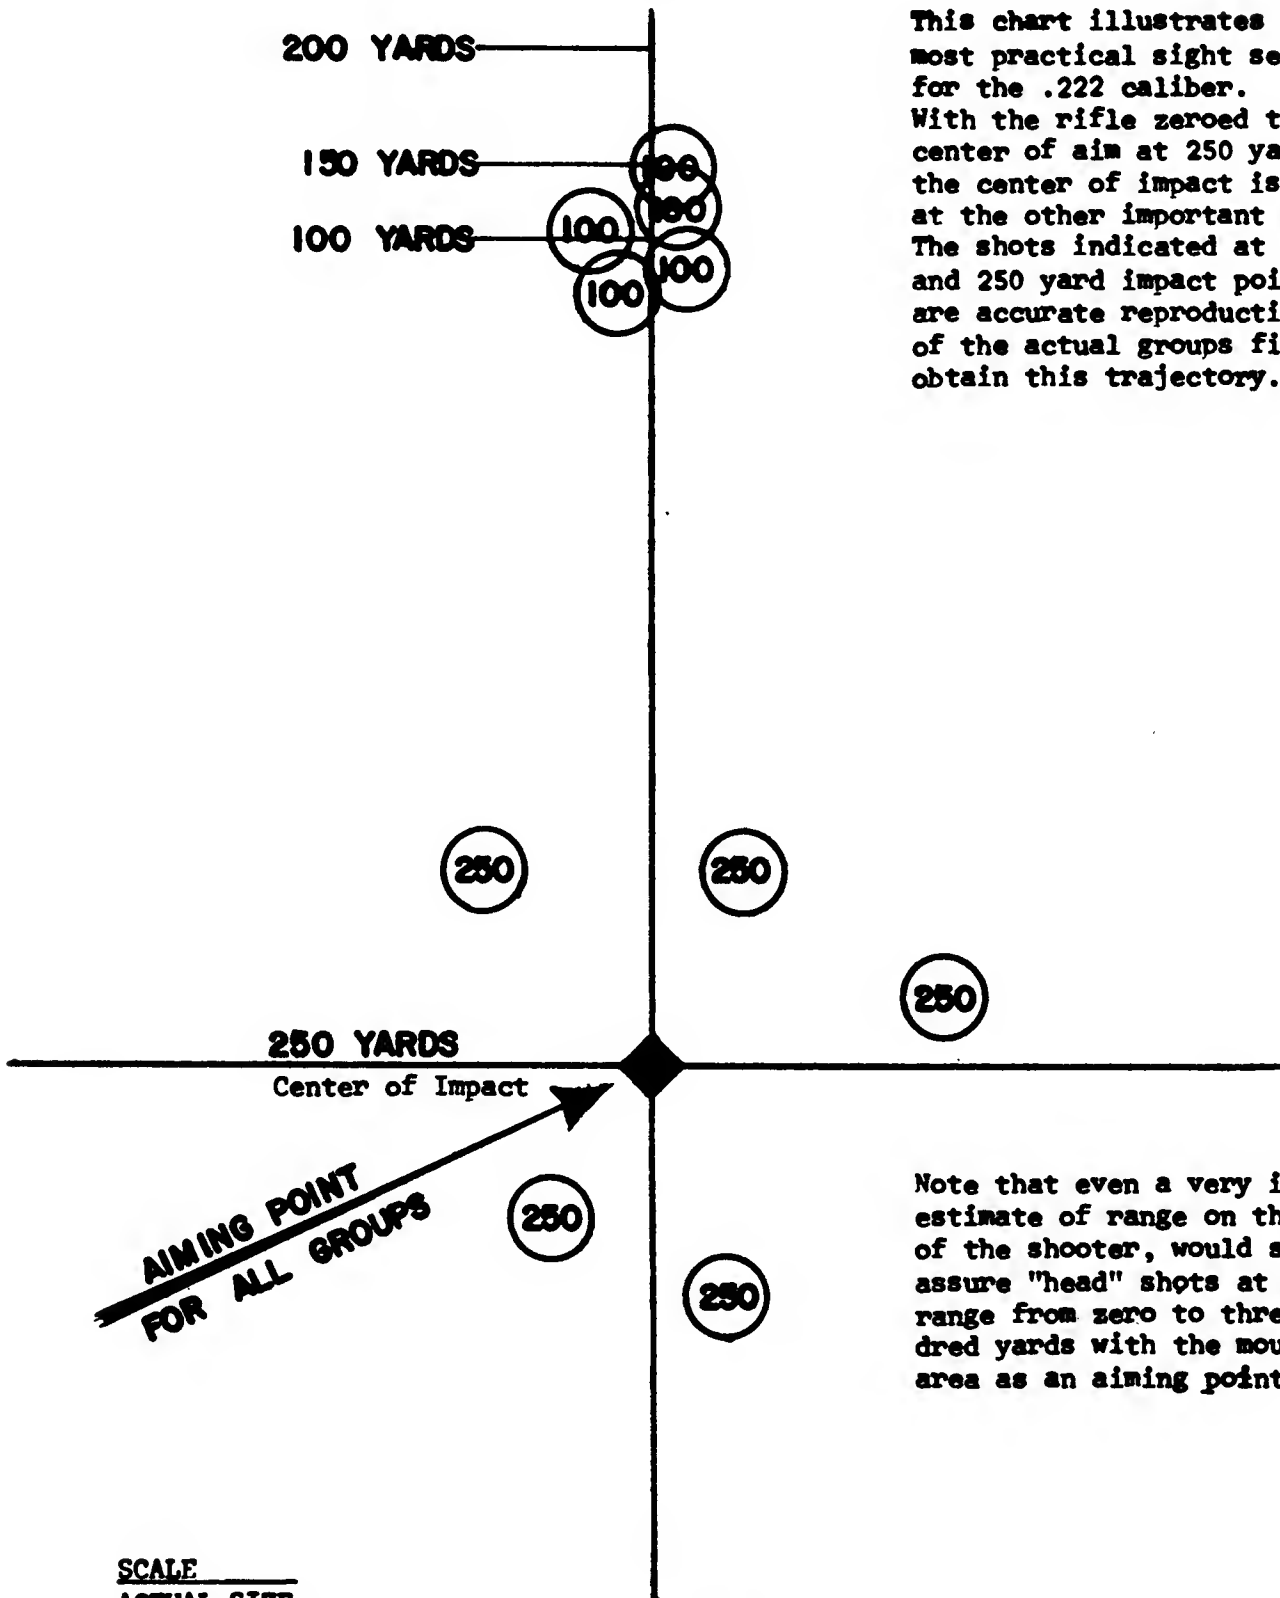 200 YARDS
150 YARDS
100 YARDS
100
100
100
100
100
This chart illustrates
most practical sight se
for the .222 caliber.
With the rifle zeroed t
center of aim at 250 ya
the center of impact is
at the other important
The shots indicated at
and 250 yard impact poi
are accurate reproducti
of the actual groups fi
obtain this trajectory.
250
250
250
250 YARDS
Center of Impact
AIMING POINT
FOR ALL GROUPS
250
250
Note that even a very i
estimate of range on th
of the shooter, would s
assure "head" shots at
range from zero to thre
dred yards with the mou
area as an aiming point
SCALE
ACTUAL SIZE